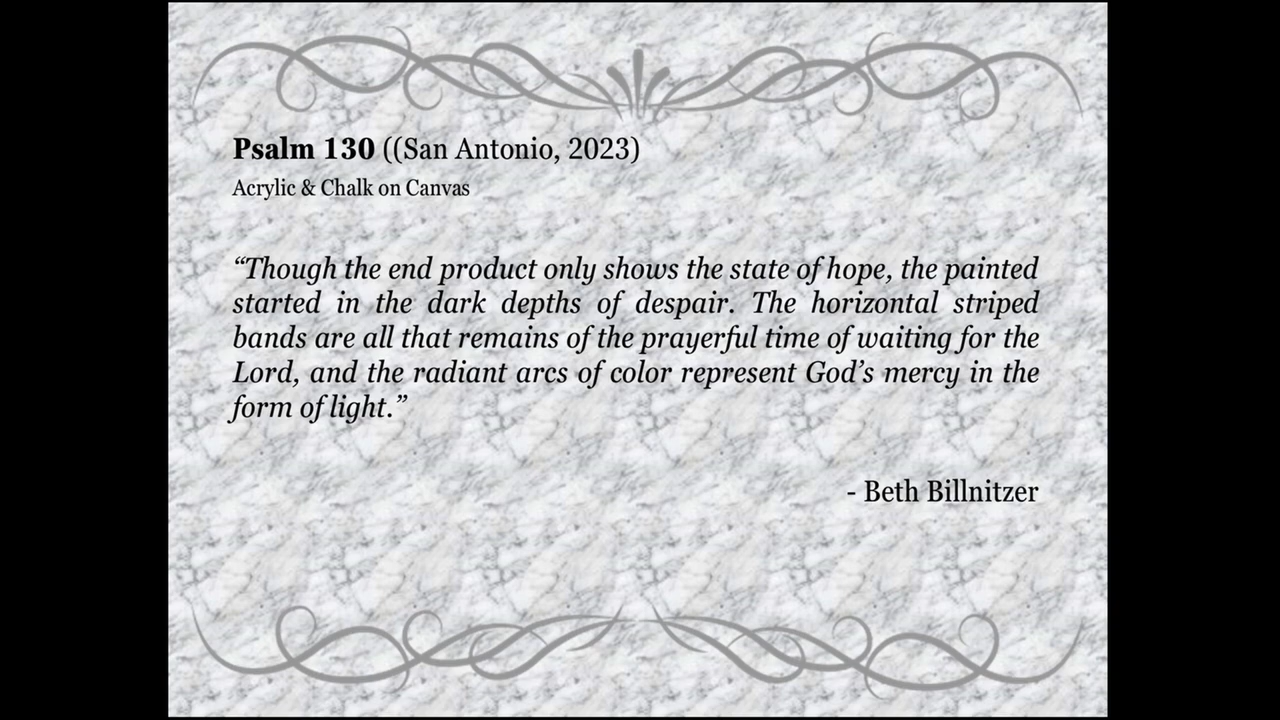 Psalm 130 ((San Antonio, 2023)
Acrylic & Chalk on Canvas
“Though the end product only shows the state of hope, the painted
started in the dark depths of despair. The horizontal striped
bands are all that remains of the prayerful time of waiting for the
Lord, and the radiant arcs of color represent God’s mercy in the
form of light.”
- Beth Billnitzer